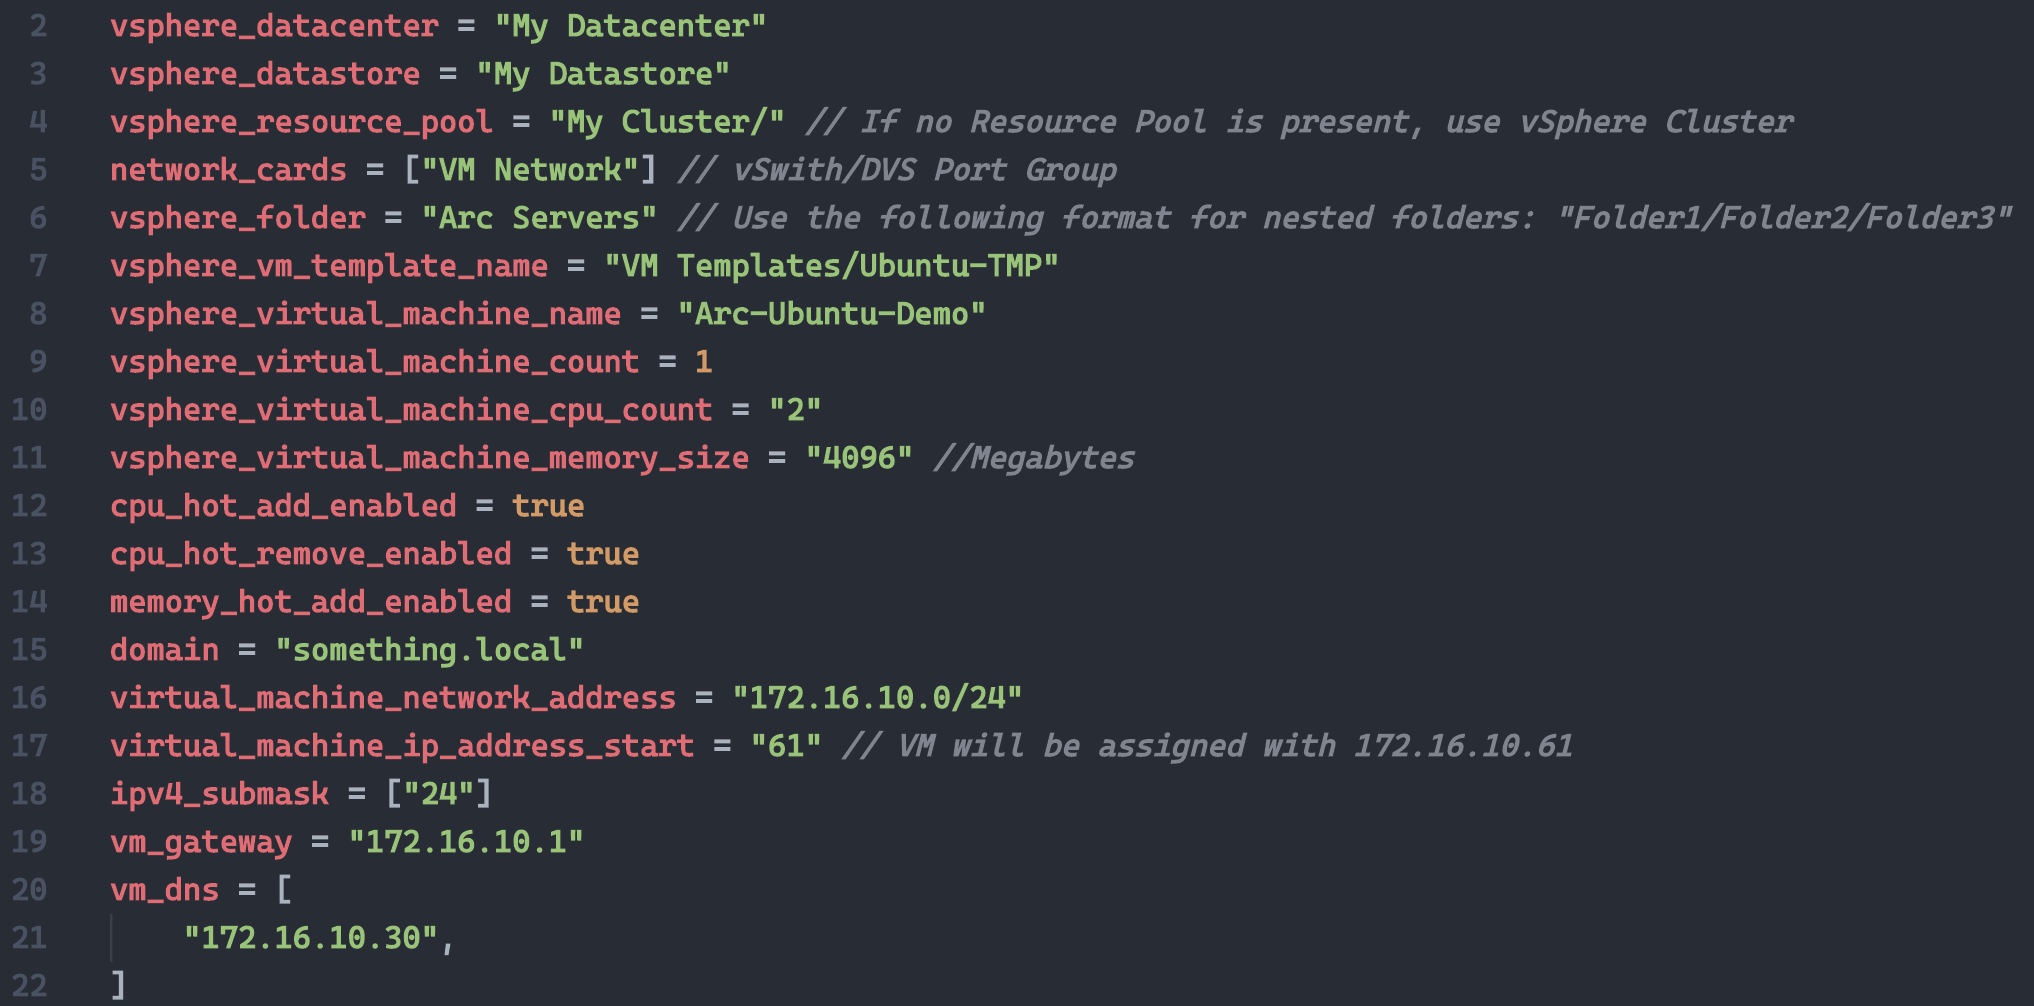 2 vsphere_datacenter = "My Datacenter"
3 vsphere_datastore = "My Datastore"
4 vsphere_resource_pool = "My Cluster/" // If no Resource Pool is present, use vSphere Cluster
5 network_cards = ["VM Network"] // vSwith/DVS Port Group
6 vsphere_folder = "Arc Servers" // Use the following format for nested folders: "Folder1/Folder2/Folder3"
7 vsphere_vm_template_name = "VM Templates/Ubuntu-TMP"
8 vsphere_virtual_machine_name = "Arc-Ubuntu-Demo"
9 vsphere_virtual_machine_count = 1
10 vsphere_virtual_machine_cpu_count = "2"
11 vsphere_virtual_machine_memory_size = "4096" //Megabytes
12 cpu_hot_add_enabled = true
13 cpu_hot_remove_enabled = true
14 memory_hot_add_enabled = true
15 domain = "something.local"
16 virtual_machine_network_address = "172.16.10.0/24"
17 virtual_machine_ip_address_start = "61" // VM will be assigned with 172.16.10.61
18 ipv4_submask = ["24"]
19 vm_gateway = "172.16.10.1"
20 vm_dns = [
21     "172.16.10.30",
22 ]